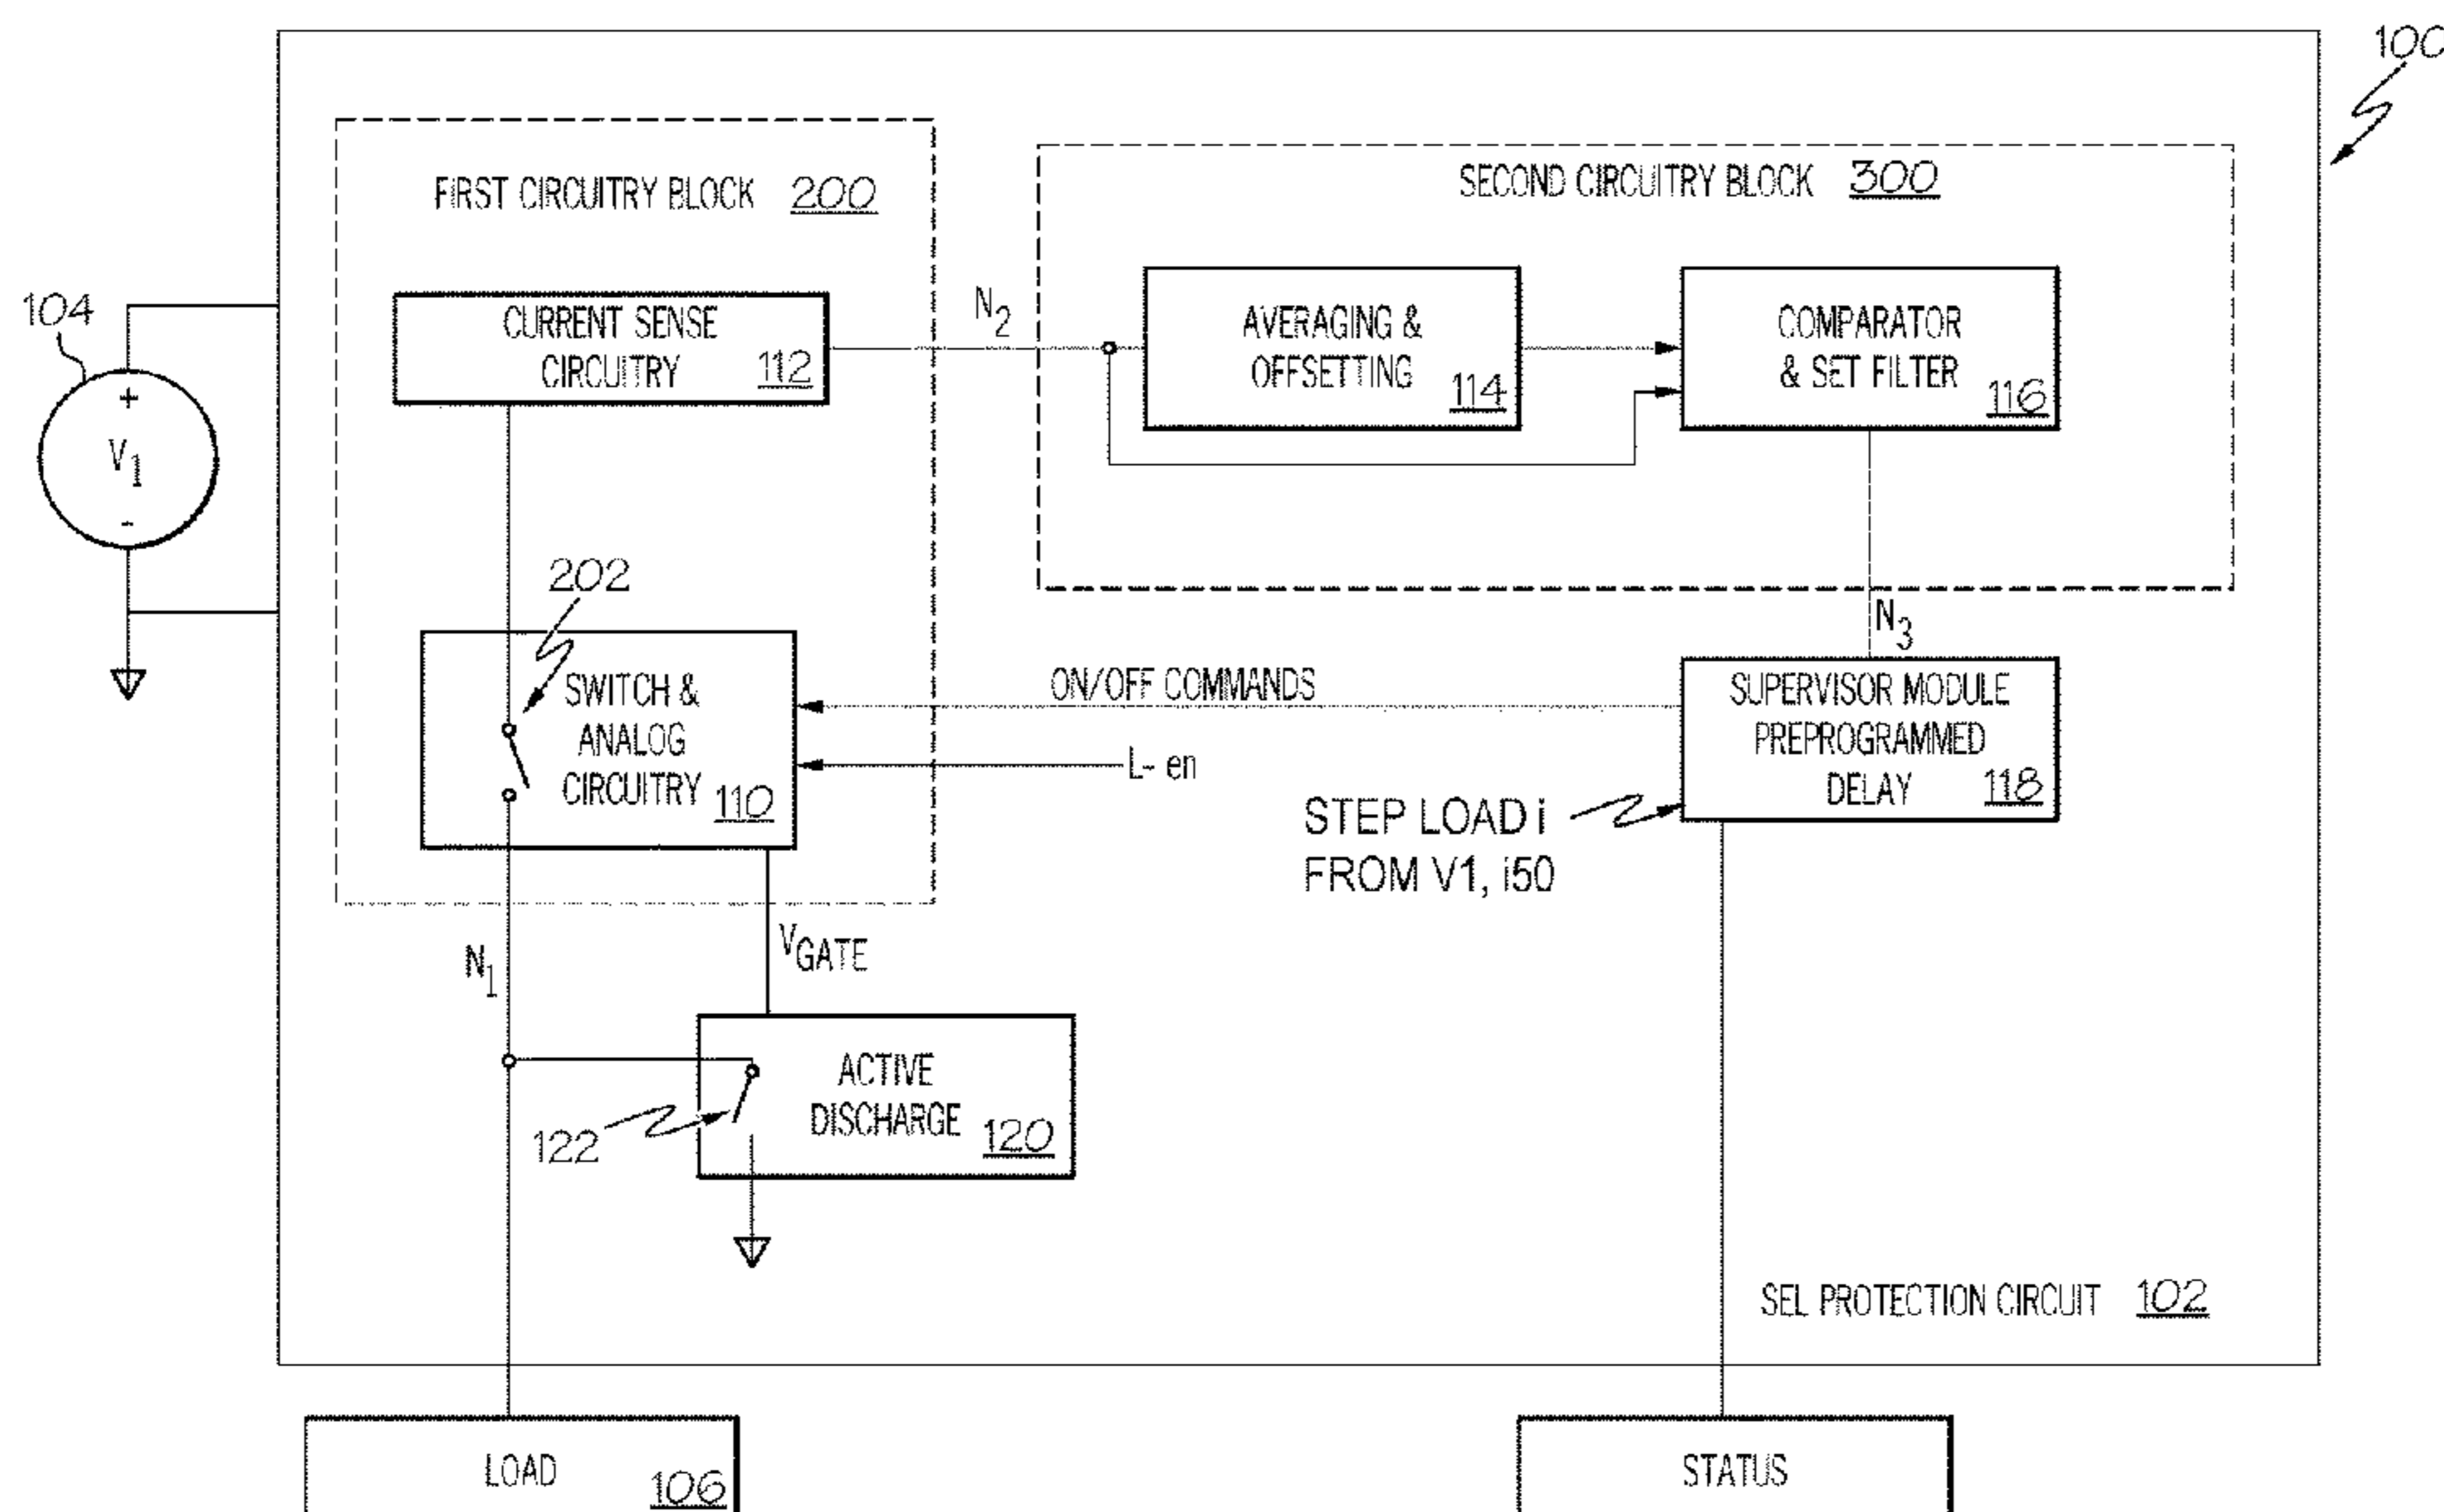 100
FIRST CIRCUITRY BLOCK 200
SECOND CIRCUITRY BLOCK 300
104
+
V1
-
CURRENT SENSE
CIRCUITRY 112
N2
AVERAGING &
OFFSETTING 114
COMPARATOR
& SET FILTER 116
202
SWITCH &
ANALOG
CIRCUITRY 110
ON/OFF COMMANDS
L- en
N3
SUPERVISOR MODULE
PREPROGRAMMED
DELAY 118
STEP LOAD i
FROM V1, i50
N1
VGATE
ACTIVE
DISCHARGE 120
122
SEL PROTECTION CIRCUIT 102
LOAD
106
STATUS